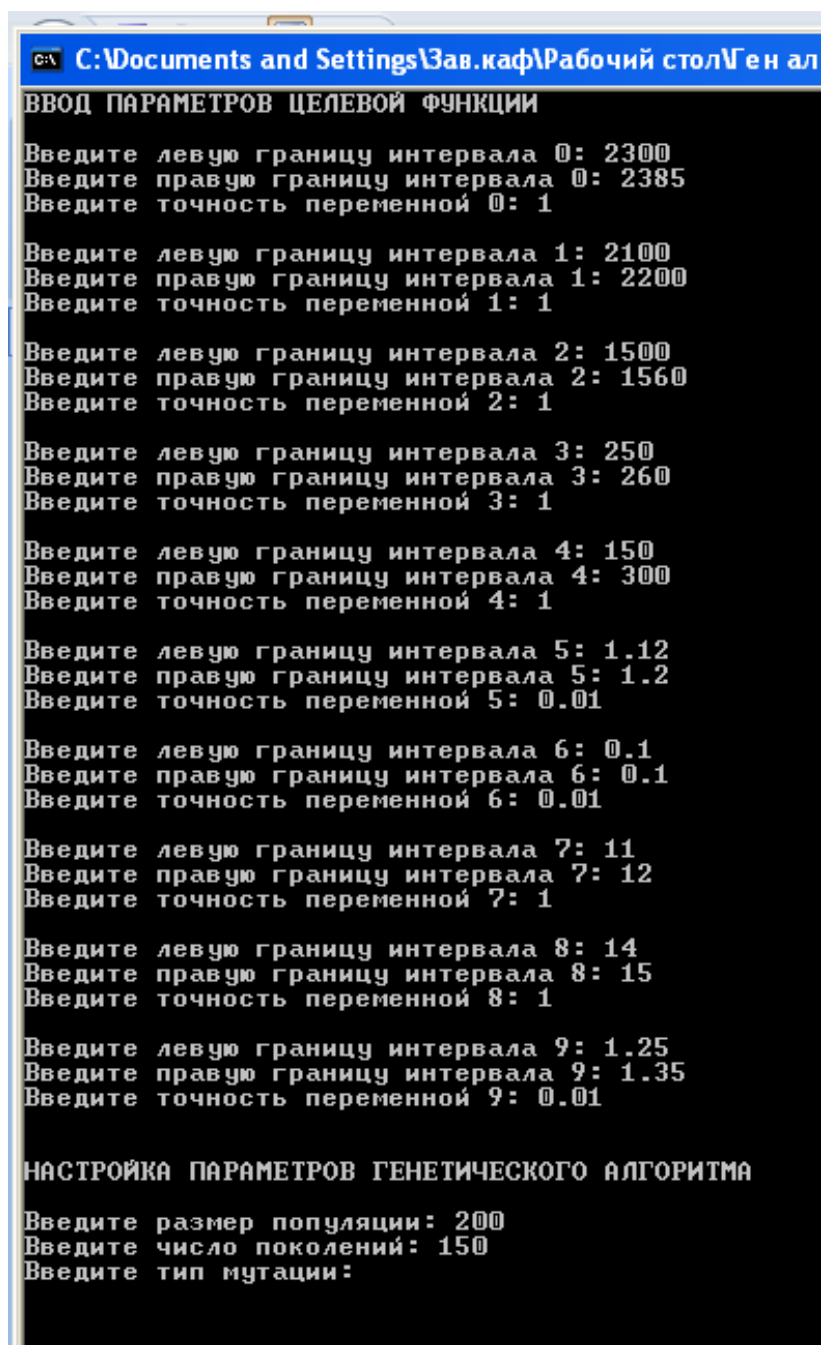 C:\Documents and Settings\Зав.каф\Рабочий стол\Ген ал
ВВОД ПАРАМЕТРОВ ЦЕЛЕВОЙ ФУНКЦИИ
Введите левую границу интервала 0: 2300
Введите правую границу интервала 0: 2385
Введите точность переменной 0: 1
Введите левую границу интервала 1: 2100
Введите правую границу интервала 1: 2200
Введите точность переменной 1: 1
Введите левую границу интервала 2: 1500
Введите правую границу интервала 2: 1560
Введите точность переменной 2: 1
Введите левую границу интервала 3: 250
Введите правую границу интервала 3: 260
Введите точность переменной 3: 1
Введите левую границу интервала 4: 150
Введите правую границу интервала 4: 300
Введите точность переменной 4: 1
Введите левую границу интервала 5: 1.12
Введите правую границу интервала 5: 1.2
Введите точность переменной 5: 0.01
Введите левую границу интервала 6: 0.1
Введите правую границу интервала 6: 0.1
Введите точность переменной 6: 0.01
Введите левую границу интервала 7: 11
Введите правую границу интервала 7: 12
Введите точность переменной 7: 1
Введите левую границу интервала 8: 14
Введите правую границу интервала 8: 15
Введите точность переменной 8: 1
Введите левую границу интервала 9: 1.25
Введите правую границу интервала 9: 1.35
Введите точность переменной 9: 0.01
НАСТРОЙКА ПАРАМЕТРОВ ГЕНЕТИЧЕСКОГО АЛГОРИТМА
Введите размер популяции: 200
Введите число поколений: 150
Введите тип мутации: